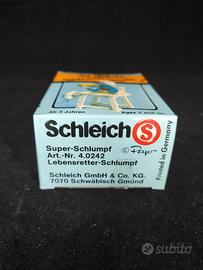 Ab 3 Jahren
Ages 3 and up
Schleich S
Super-Schlumpf
© Peyo
Art.-Nr. 4.0242
Lebensretter-Schlumpf
Schleich GmbH & Co. KG.
7070 Schwäbisch Gmünd
Printed in Germany
subito